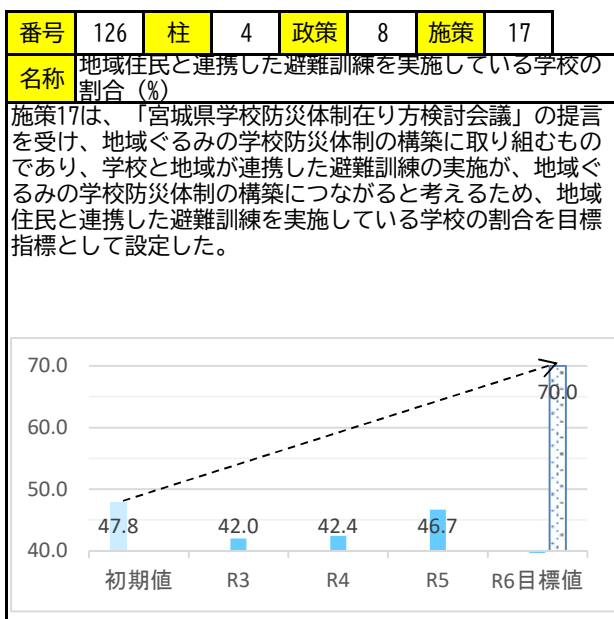 番号 126 柱 4 政策 8 施策 17
名称 地域住民と連携した避難訓練を実施している学校の
割合（%）
施策17は、「宮城県学校防災体制在り方検討会議」の提言
を受け、地域ぐるみの学校防災体制の構築に取り組むもの
であり、学校と地域が連携した避難訓練の実施が、地域ぐ
るみの学校防災体制の構築につながると考えるため、地域
住民と連携した避難訓練を実施している学校の割合を目標
指標として設定した。
70.0
70.0
60.0
50.0
47.8 42.0 42.4 46.7
40.0
初期値 R3 R4 R5 R6目標値